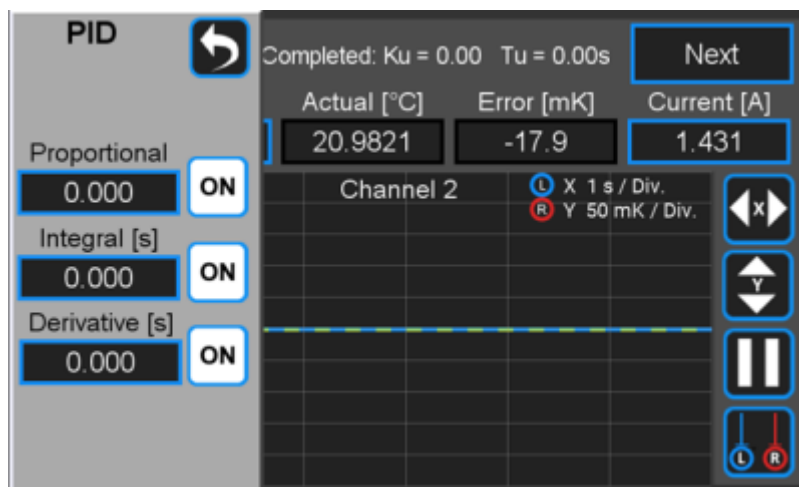 PID
Completed: Ku = 0.00 Tu = 0.00s
Next
Actual [°C]
Error [mK]
Current [A]
20.9821
-17.9
1.431
Proportional
0.000
ON
Integral [s]
0.000
ON
Derivative [s]
0.000
ON
Channel 2
L X 1 s / Div.
R Y 50 mK / Div.
X
Y
L R